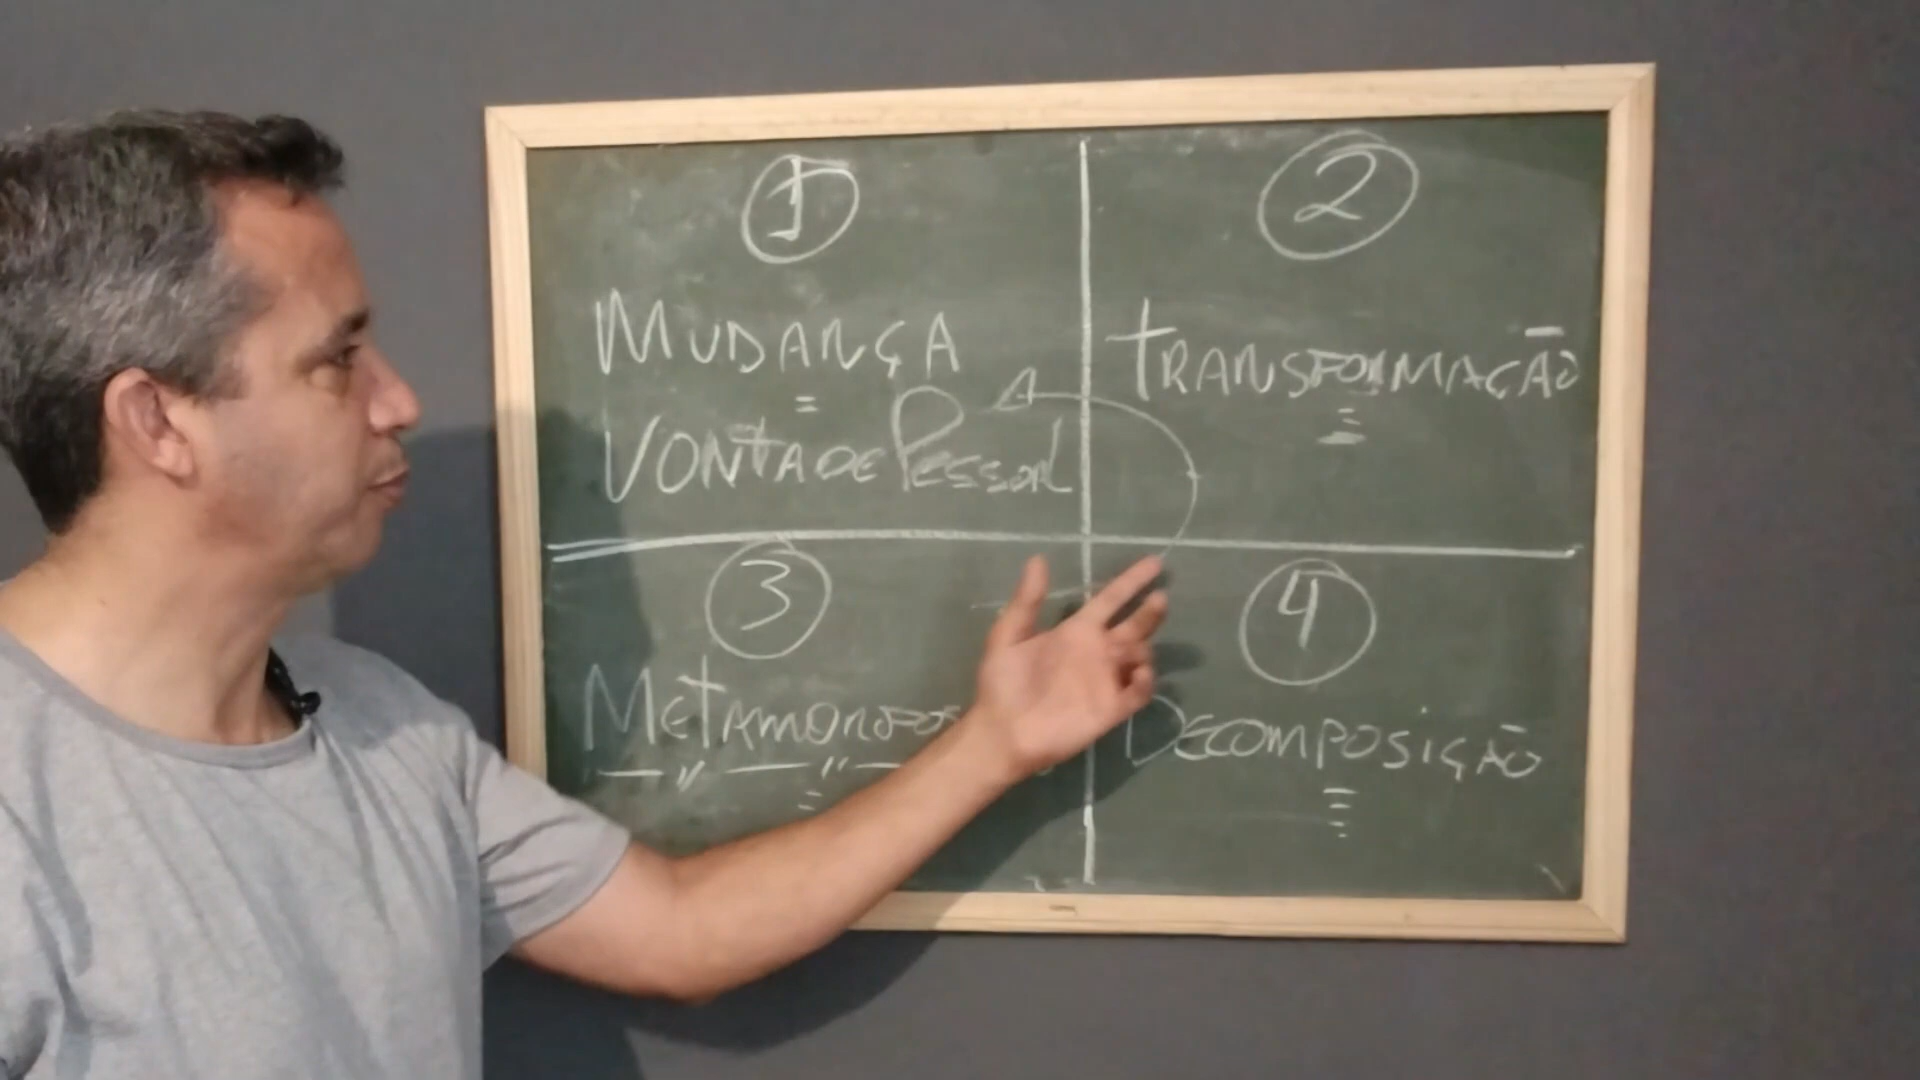 1
MUDANÇA
=
VONTADE PESSOAL
2
TRANSFORMAÇÃO
3
4
DECOMPOSIÇÃO